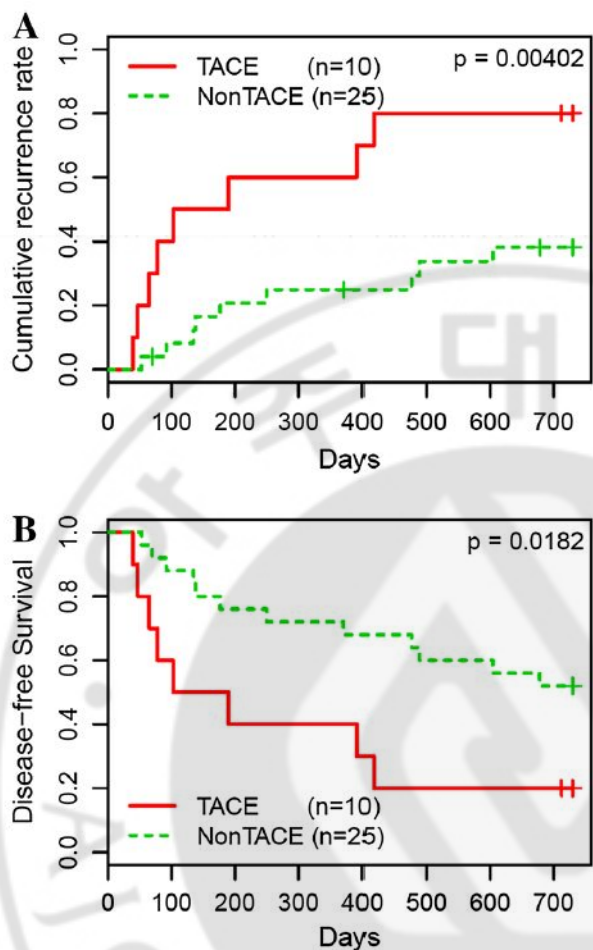 A
Cumulative recurrence rate
1.0
0.8
0.6
0.4
0.2
0.0
TACE (n=10)
NonTACE (n=25)
p = 0.00402
0 100 200 300 400 500 600 700
Days
B
Disease-free Survival
1.0
0.8
0.6
0.4
0.2
0.0
p = 0.0182
TACE (n=10)
NonTACE (n=25)
0 100 200 300 400 500 600 700
Days
아
주
대
A
J